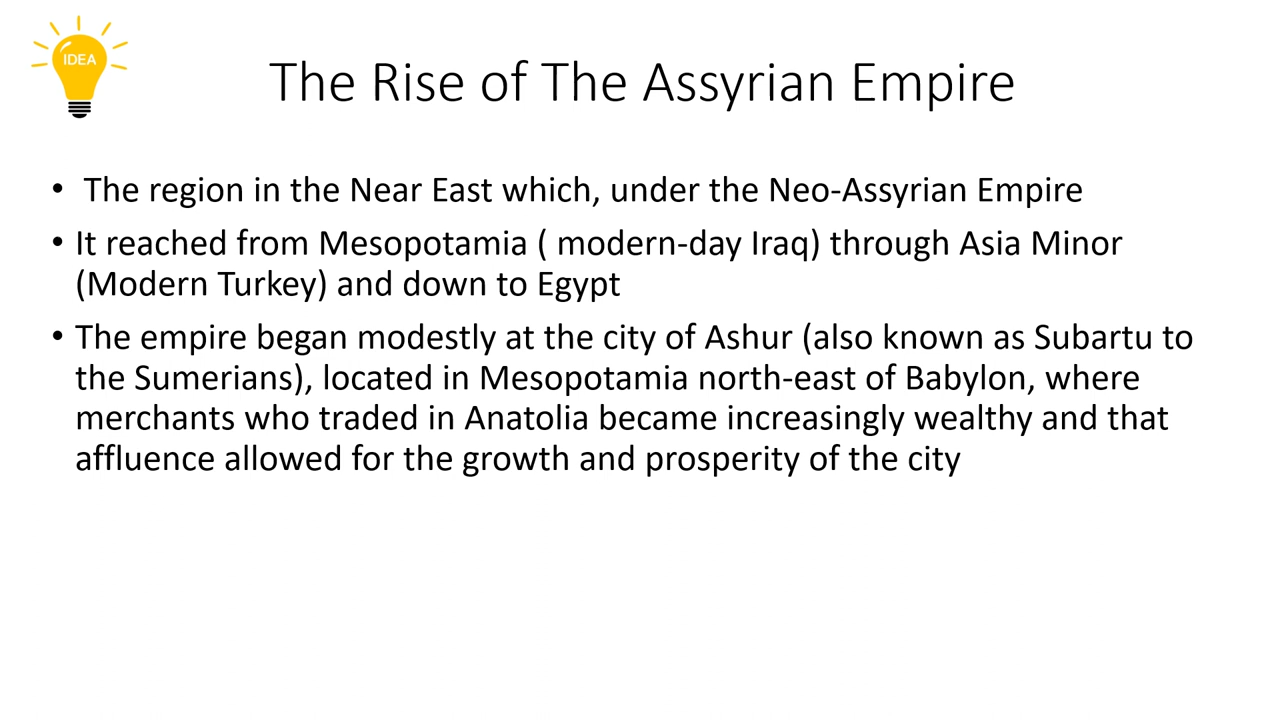 IDEA
The Rise of The Assyrian Empire
• The region in the Near East which, under the Neo-Assyrian Empire
• It reached from Mesopotamia ( modern-day Iraq) through Asia Minor
(Modern Turkey) and down to Egypt
• The empire began modestly at the city of Ashur (also known as Subartu to
the Sumerians), located in Mesopotamia north-east of Babylon, where
merchants who traded in Anatolia became increasingly wealthy and that
affluence allowed for the growth and prosperity of the city